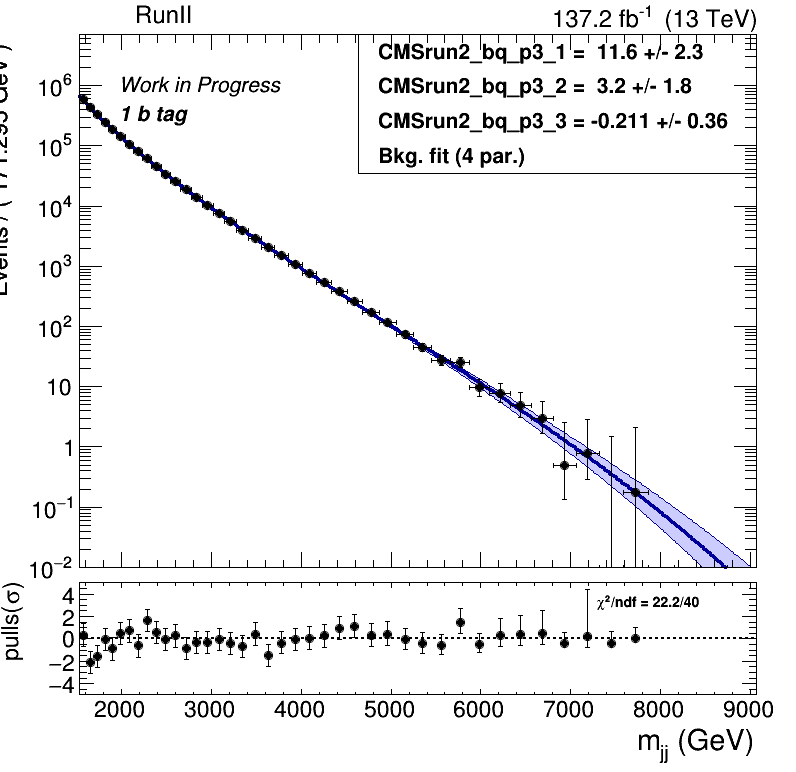 RunII
137.2 fb⁻¹ (13 TeV)
CMSrun2_bq_p3_1 = 11.6 +/- 2.3
CMSrun2_bq_p3_2 = 3.2 +/- 1.8
CMSrun2_bq_p3_3 = -0.211 +/- 0.36
Bkg. fit (4 par.)
Work in Progress
1 b tag
10⁶
10⁵
10⁴
10³
10²
10
1
10⁻¹
10⁻²
pulls(σ)
4
2
0
−2
−4
χ²/ndf = 22.2/40
2000 3000 4000 5000 6000 7000 8000 9000
m_jj (GeV)